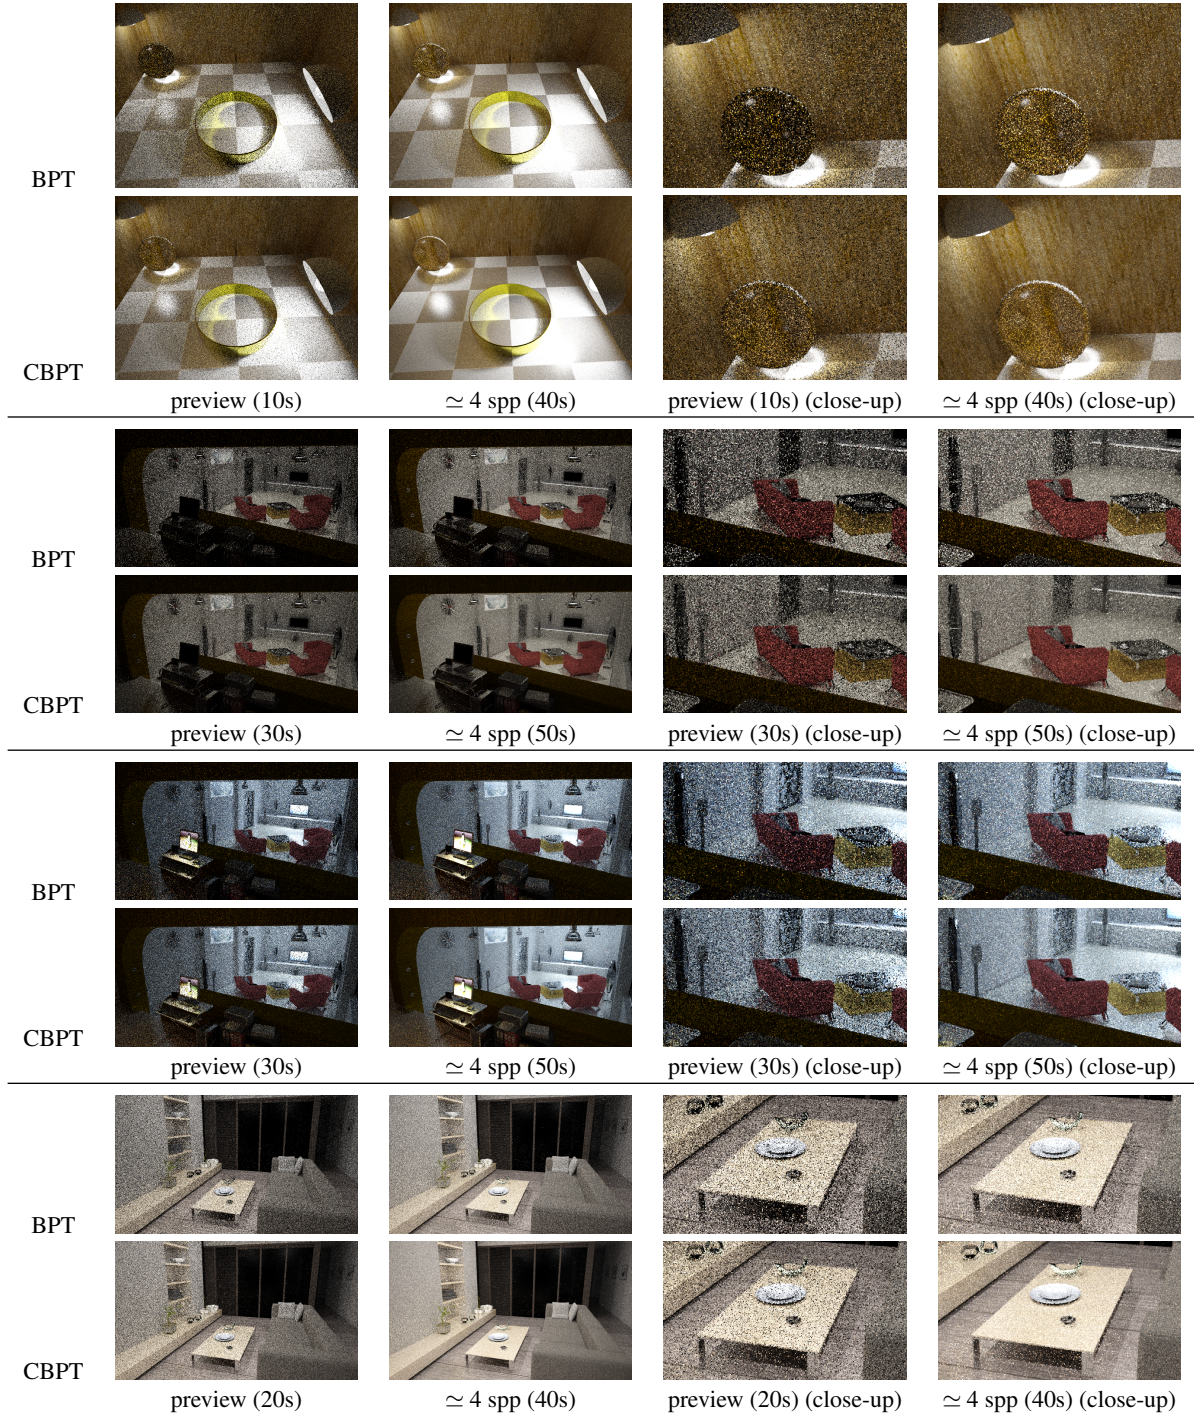 BPT
CBPT
preview (10s) ≃ 4 spp (40s) preview (10s) (close-up) ≃ 4 spp (40s) (close-up)
BPT
CBPT
preview (30s) ≃ 4 spp (50s) preview (30s) (close-up) ≃ 4 spp (50s) (close-up)
BPT
CBPT
preview (30s) ≃ 4 spp (50s) preview (30s) (close-up) ≃ 4 spp (50s) (close-up)
BPT
CBPT
preview (20s) ≃ 4 spp (40s) preview (20s) (close-up) ≃ 4 spp (40s) (close-up)